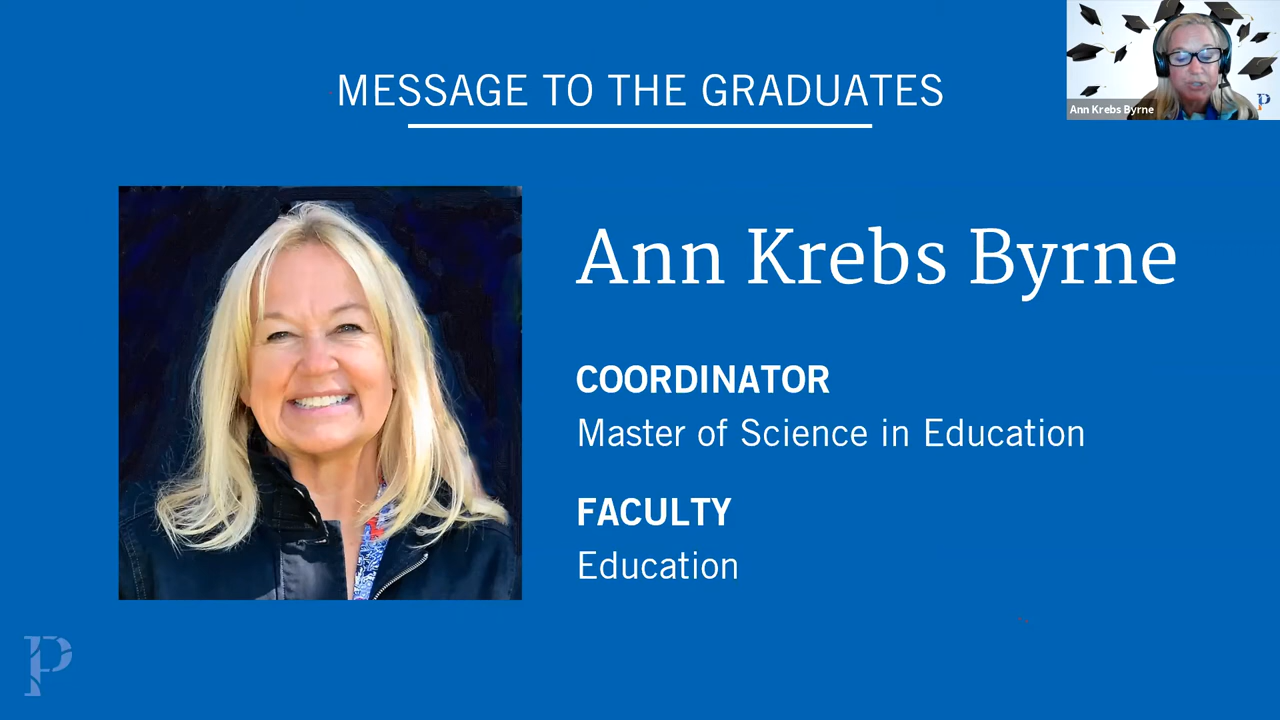 MESSAGE TO THE GRADUATES
Ann Krebs Byrne
Ann Krebs Byrne
COORDINATOR
Master of Science in Education
FACULTY
Education
P
P